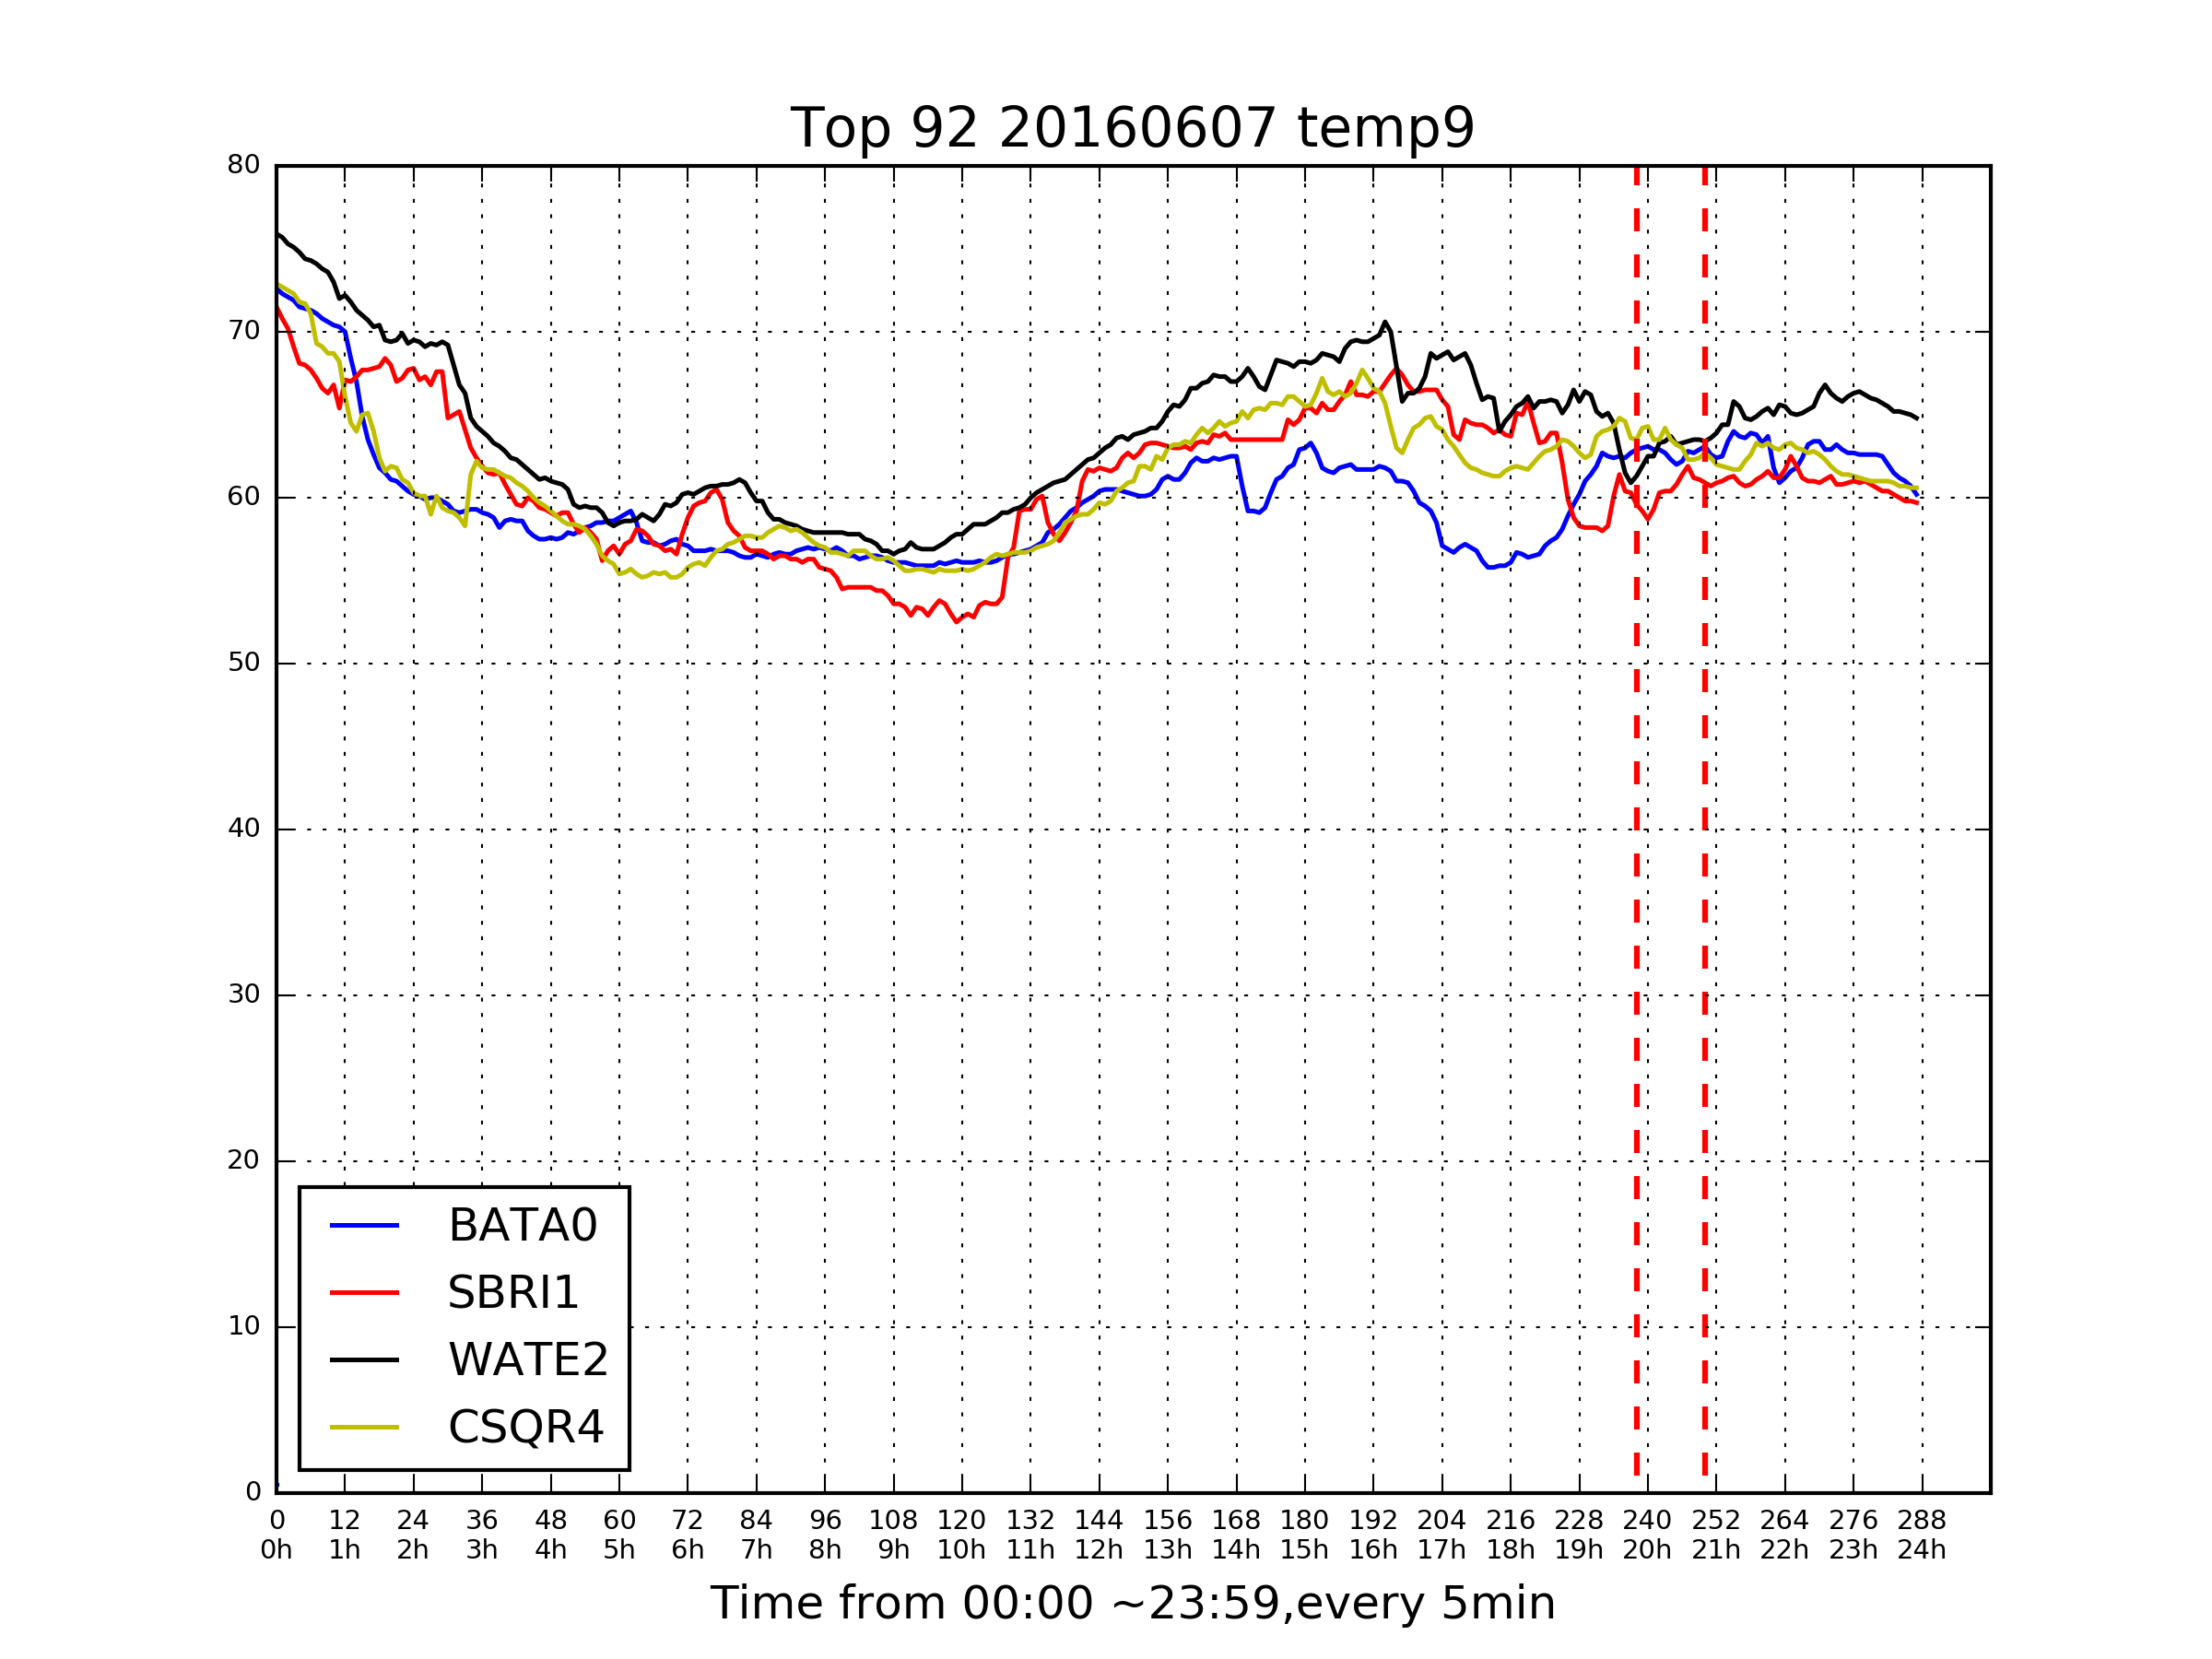 Top 92 20160607 temp9
80
70
60
50
40
30
20
10
0
BATA0
SBRI1
WATE2
CSQR4
0 12 24 36 48 60 72 84 96 108 120 132 144 156 168 180 192 204 216 228 240 252 264 276 288
0h 1h 2h 3h 4h 5h 6h 7h 8h 9h 10h 11h 12h 13h 14h 15h 16h 17h 18h 19h 20h 21h 22h 23h 24h
Time from 00:00 ~23:59,every 5min